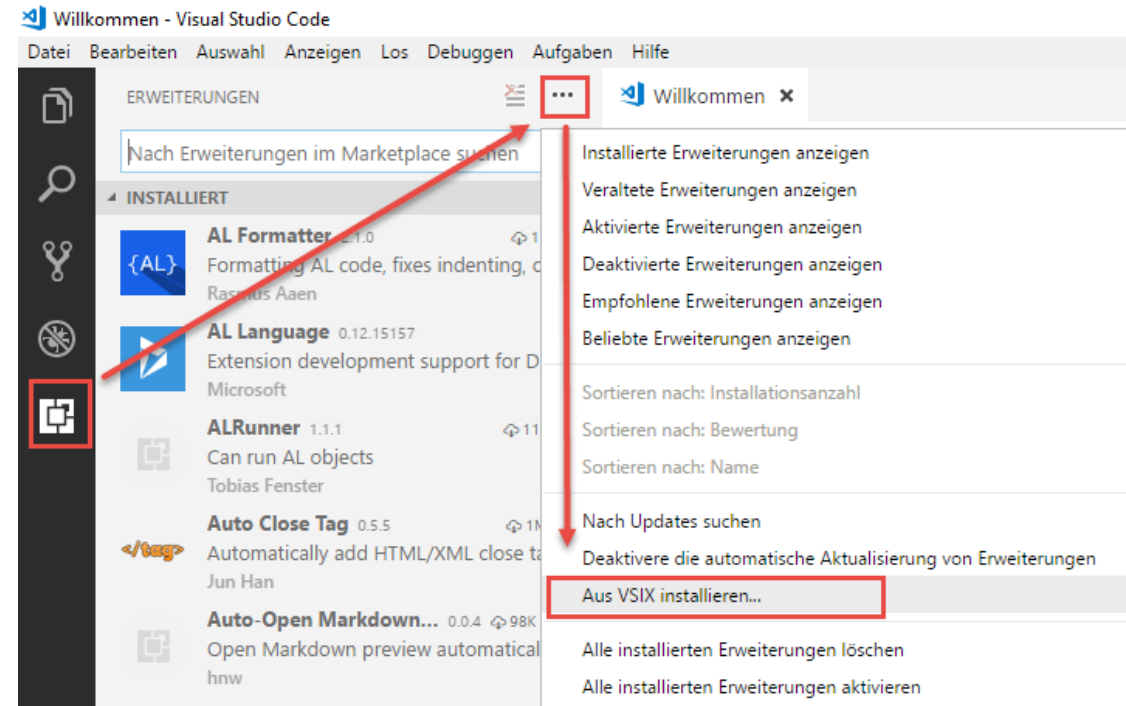 Willkommen - Visual Studio Code
Datei Bearbeiten Auswahl Anzeigen Los Debuggen Aufgaben Hilfe
ERWEITERUNGEN
Willkommen
Nach Erweiterungen im Marketplace suchen
INSTALLIERT
AL Formatter 2.1.0 1
{AL}
Formatting AL code, fixes indenting, c
Rasmus Aaen
AL Language 0.12.15157
Extension development support for D
Microsoft
ALRunner 1.1.1 11
Can run AL objects
Tobias Fenster
Auto Close Tag 0.5.5 1M
</tag>
Automatically add HTML/XML close ta
Jun Han
Auto-Open Markdown... 0.0.4 98K
Open Markdown preview automatical
hnw
Installierte Erweiterungen anzeigen
Veraltete Erweiterungen anzeigen
Aktivierte Erweiterungen anzeigen
Deaktivierte Erweiterungen anzeigen
Empfohlene Erweiterungen anzeigen
Beliebte Erweiterungen anzeigen
Sortieren nach: Installationsanzahl
Sortieren nach: Bewertung
Sortieren nach: Name
Nach Updates suchen
Deaktivere die automatische Aktualisierung von Erweiterungen
Aus VSIX installieren...
Alle installierten Erweiterungen löschen
Alle installierten Erweiterungen aktivieren